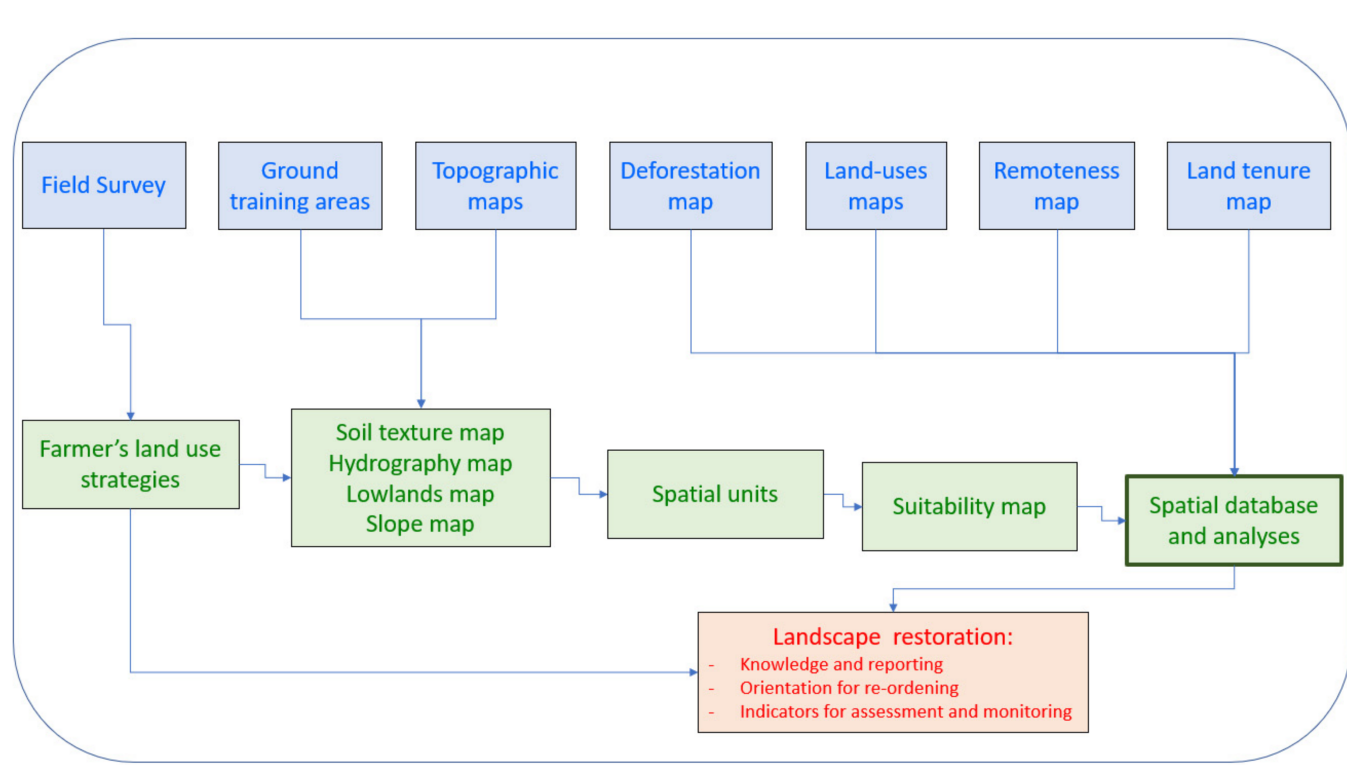 Field Survey
Ground
training areas
Topographic
maps
Deforestation
map
Land-uses
maps
Remoteness
map
Land tenure
map
Farmer’s land use
strategies
Soil texture map
Hydrography map
Lowlands map
Slope map
Spatial units
Suitability map
Spatial database
and analyses
Landscape restoration:
- Knowledge and reporting
- Orientation for re-ordening
- Indicators for assessment and monitoring